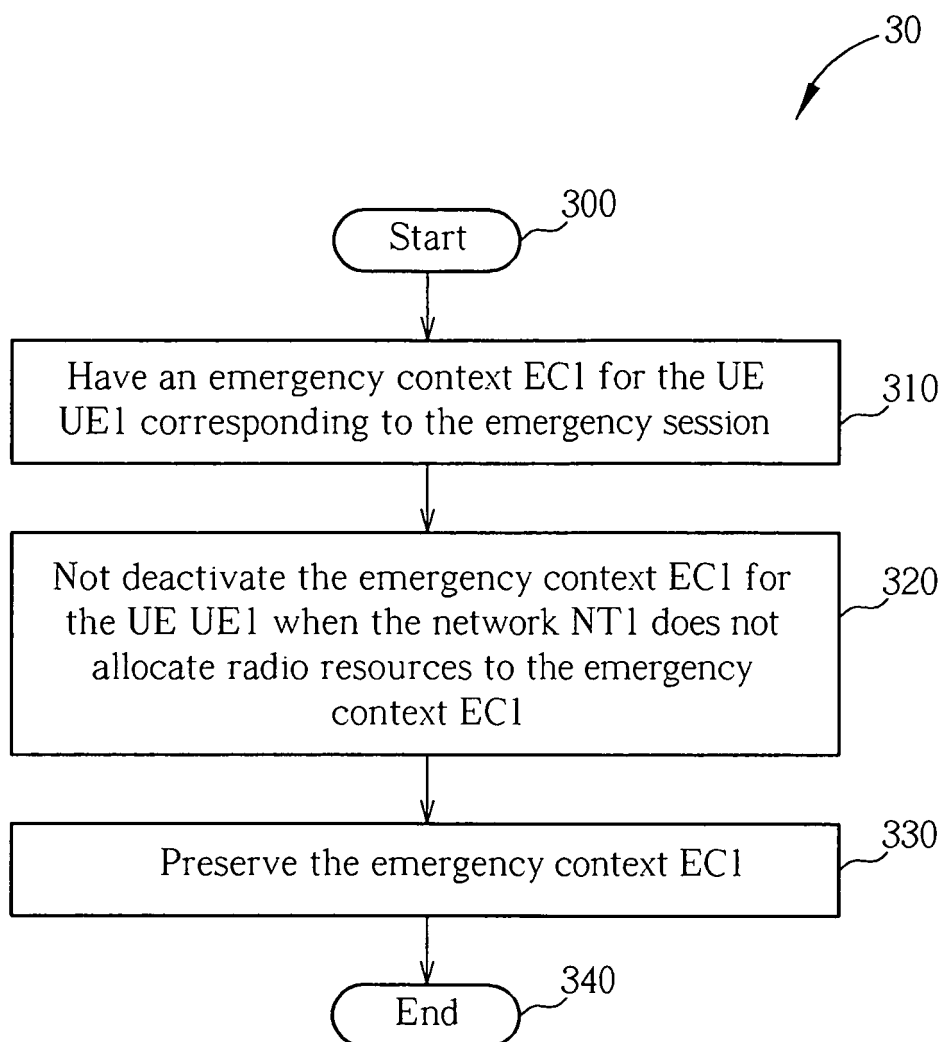 30
Start
300
Have an emergency context EC1 for the UE
UE1 corresponding to the emergency session
310
Not deactivate the emergency context EC1 for
the UE UE1 when the network NT1 does not
allocate radio resources to the emergency
context EC1
320
Preserve the emergency context EC1
330
End
340